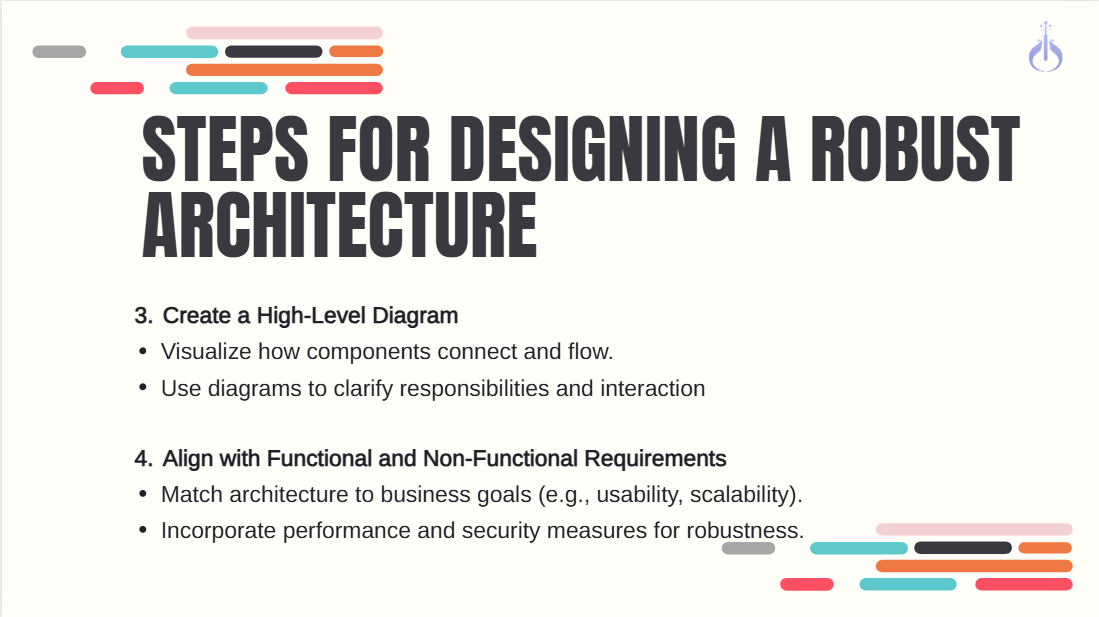 STEPS FOR DESIGNING A ROBUST
ARCHITECTURE
3. Create a High-Level Diagram
• Visualize how components connect and flow.
• Use diagrams to clarify responsibilities and interaction
4. Align with Functional and Non-Functional Requirements
• Match architecture to business goals (e.g., usability, scalability).
• Incorporate performance and security measures for robustness.